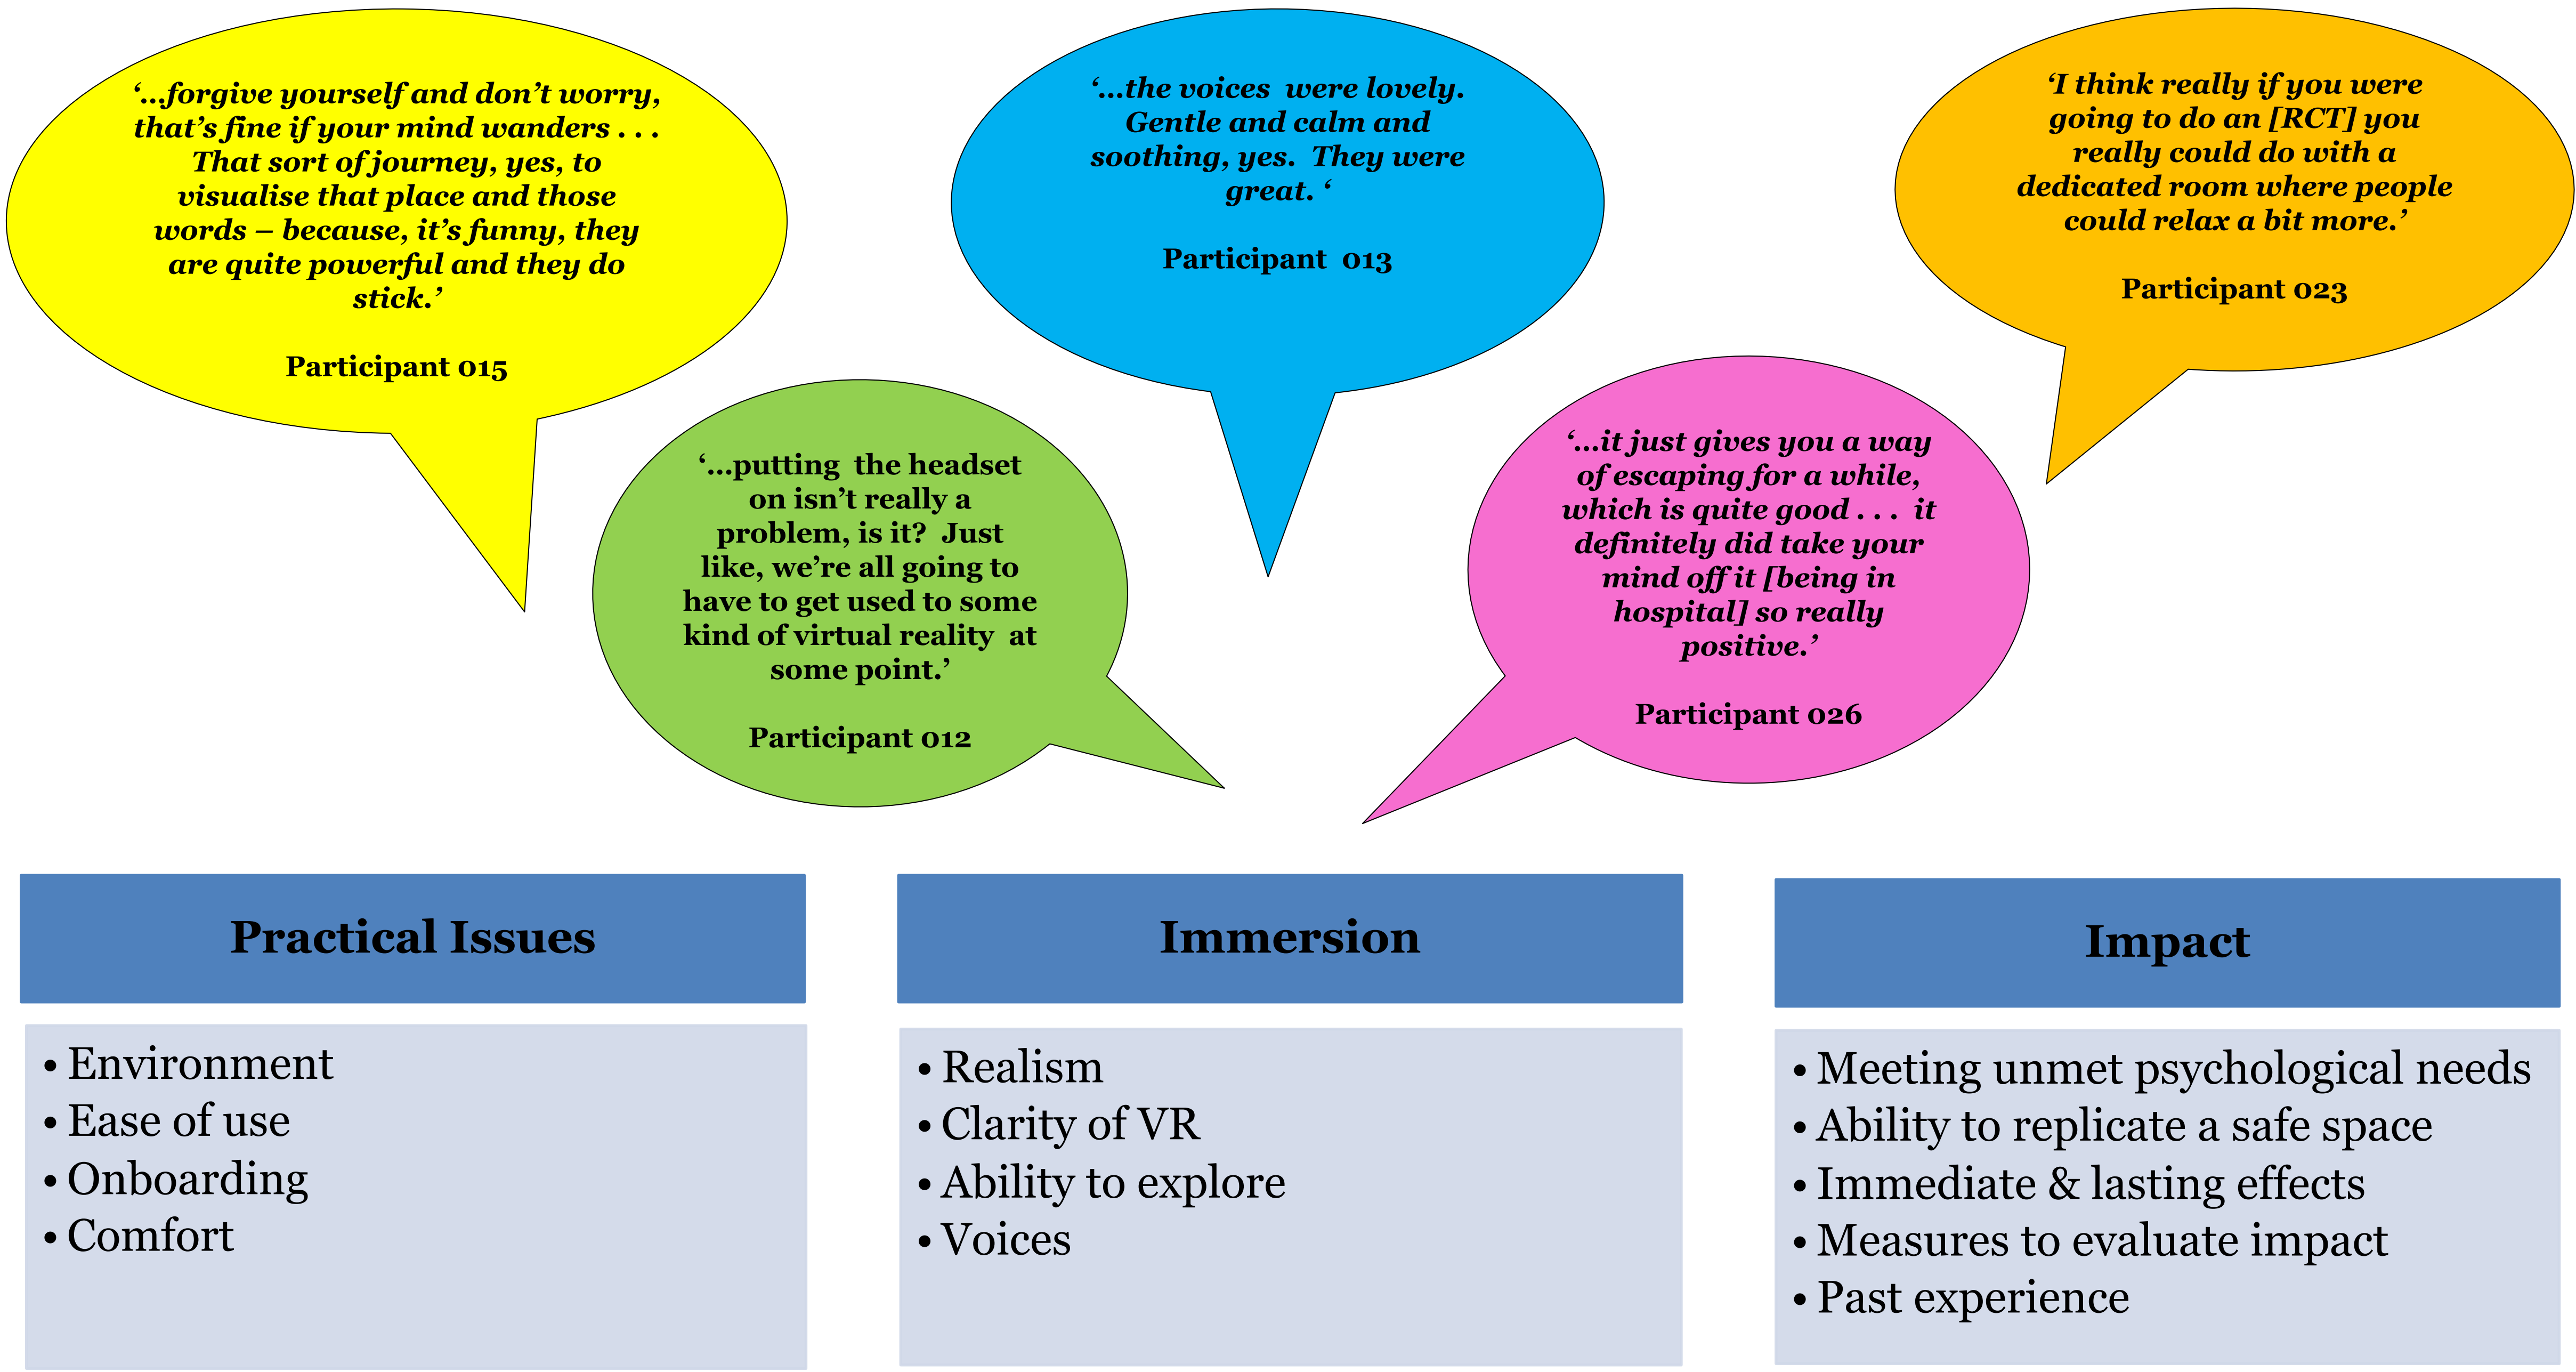 ‘...forgive yourself and don’t worry,
that’s fine if your mind wanders . . .
That sort of journey, yes, to
visualise that place and those
words – because, it’s funny, they
are quite powerful and they do
stick.’
Participant 015
‘...putting  the headset
on isn’t really a
problem, is it?  Just
like, we’re all going to
have to get used to some
kind of virtual reality  at
some point.’
Participant 012
‘...the voices  were lovely.
Gentle and calm and
soothing, yes.  They were
great. ‘
Participant  013
‘...it just gives you a way
of escaping for a while,
which is quite good . . .  it
definitely did take your
mind off it [being in
hospital] so really
positive.’
Participant 026
‘I think really if you were
going to do an [RCT] you
really could do with a
dedicated room where people
could relax a bit more.’
Participant 023
Practical Issues
• Environment
• Ease of use
• Onboarding
• Comfort
Immersion
• Realism
• Clarity of VR
• Ability to explore
• Voices
Impact
• Meeting unmet psychological needs
• Ability to replicate a safe space
• Immediate & lasting effects
• Measures to evaluate impact
• Past experience